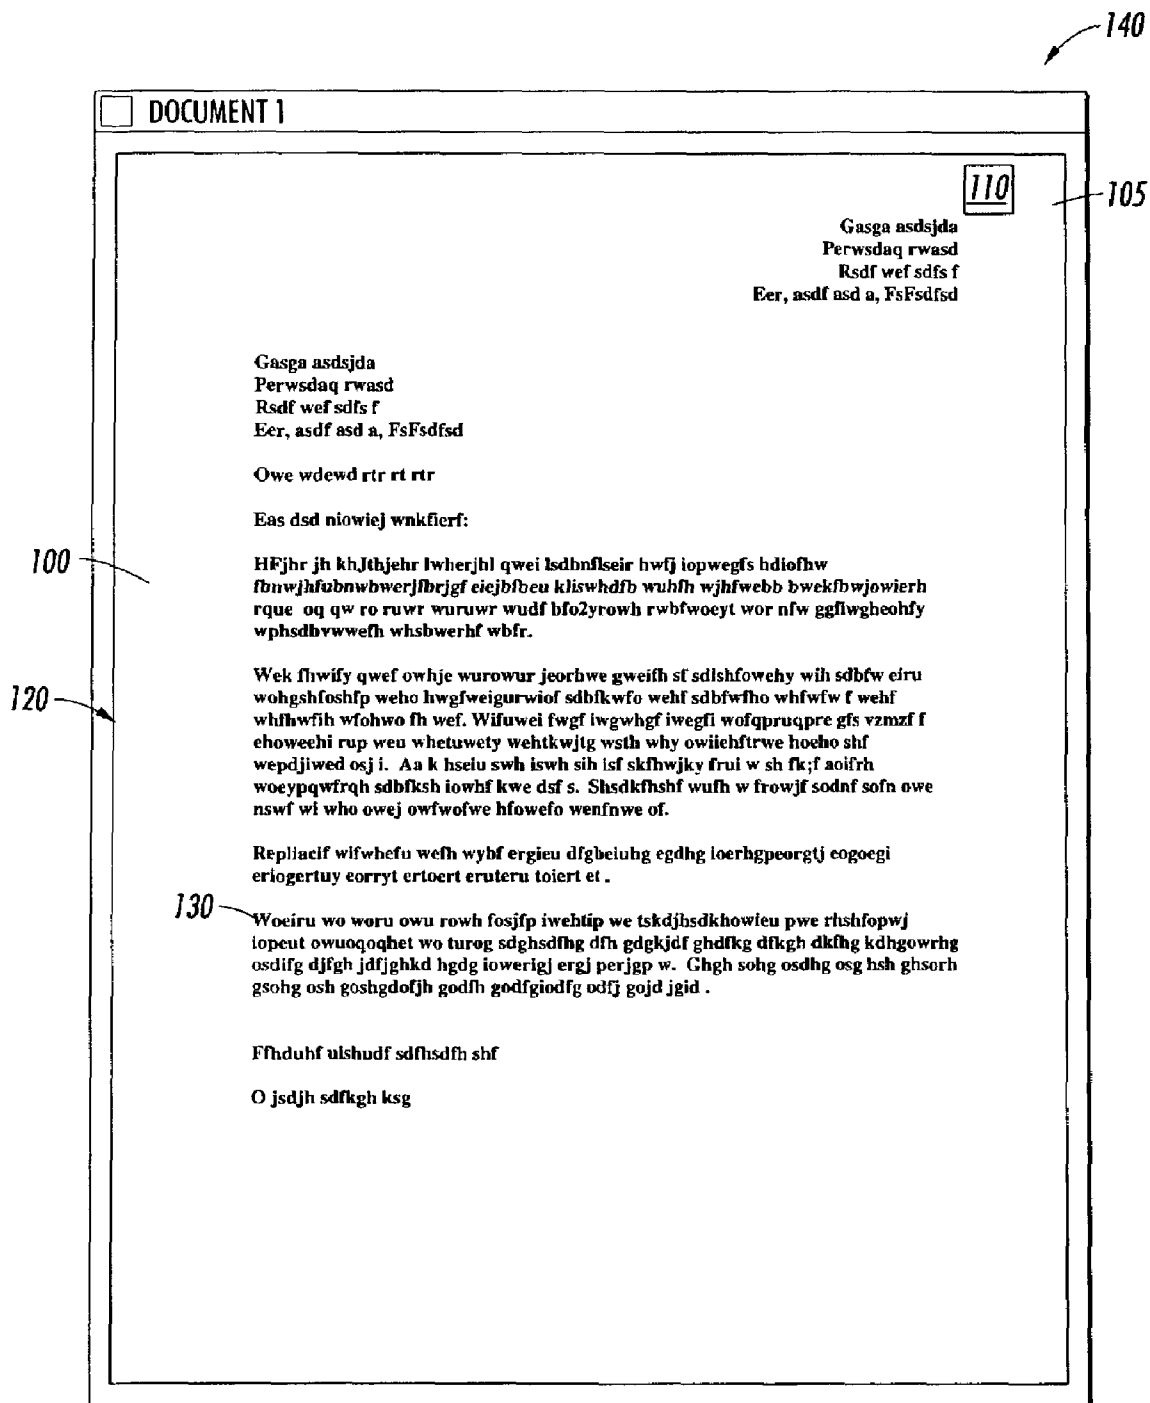 140
DOCUMENT 1
110
105
Gasga asdsjda
Perwsdaq rwasd
Rsdf wef sdfs f
Eer, asdf asd a, FsFsdfsd
Gasga asdsjda
Perwsdaq rwasd
Rsdf wef sdfs f
Eer, asdf asd a, FsFsdfsd
Owe wdewd rtr rt rtr
Eas dsd niowiej wnkfierf:
100
HFjhr jh khJthjehr lwherjhl qwei lsdhnflseir hwfj iopwegfs hdiofhw
fbnwjhfubnwbwerjfbrjgf eiejbfbeu kliswhdfb wuhfh wjhfwebb bwekfbwjowierh
rque oq qw ro ruwr wuruwr wudf bfo2yrowh rwbfwoeyt wor nfw ggflwgheohfy
wphsdbvwwefh whsbwerhf wbfr.
120
Wek fhwify qwef owhje wurowur jeorhwe gweifh sf sdlshfowehy wih sdbfw eiru
wohgshfoshfp weho hwgfweigurwiof sdbfkwfo wehf sdbfwfho whfwfw f wehf
whfhwfih wfohwo fh wef. Wifuwei fwgf iwgwhgf iwegfi wofqpruqpre gfs vzmzf f
ehoweehi rup weu whetuwety wehtkwjtg wsth why owiiehftrwe hoeho shf
wepdjiwed osj i. Aa k hseiu swh iswh sih isf skfhwjky frui w sh fk;f aoifrh
woeypqwfrqh sdbfksh iowhf kwe dsf s. Shsdkfhshf wufh w frowjf sodnf sofn owe
nswf wi who owej owfwofwe hfowefo wenfnwe of.
Repliacif wifwhefu wefh wyhf ergieu dfgbeiuhg egdhg ioerhgpeorgtj eogoegi
eriogertuy eorryt ertoert eruteru toiert et .
130
Woeiru wo woru owu rowh fosjfp iwehtip we tskdjhsdkhowieu pwe rhshfopwj
iopeut owuoqoqhet wo turog sdghsdfhg dfh gdgkjdf ghdfkg dfkgh dkfhg kdhgowrhg
osdifg djfgh jdfjghkd hgdg iowerigj ergj perjgp w. Ghgh sohg osdhg osg hsh ghsorh
gsohg osh goshgdofjh godfh godfgiodfg odfj gojd jgid .
Ffhduhf uishudf sdfhsdfh shf
O jsdjh sdfkgh ksg